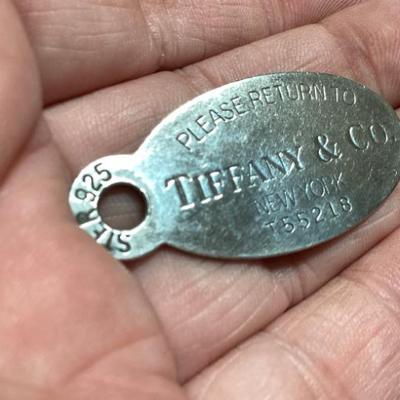 PLEASE RETURN TO
TIFFANY & CO.
NEW YORK
T55218
STER 925